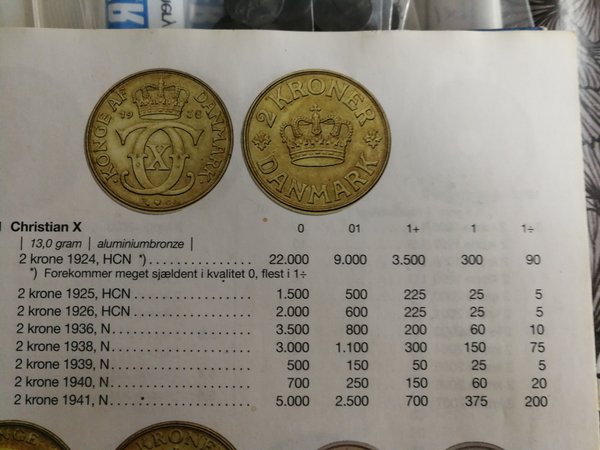 KONGE AF DANMARK
19 38
CX
2 KRONER
DANMARK
Christian X 0 01 1+ 1 1÷
| 13,0 gram | aluminiumbronze |
2 krone 1924, HCN *) 22.000 9.000 3.500 300 90
*) Forekommer meget sjældent i kvalitet 0, flest i 1÷
2 krone 1925, HCN 1.500 500 225 25 5
2 krone 1926, HCN 2.000 600 225 25 5
2 krone 1936, N 3.500 800 200 60 10
2 krone 1938, N 3.000 1.100 300 150 75
2 krone 1939, N 500 150 50 25 5
2 krone 1940, N 700 250 150 60 20
2 krone 1941, N 5.000 2.500 700 375 200
KRONER